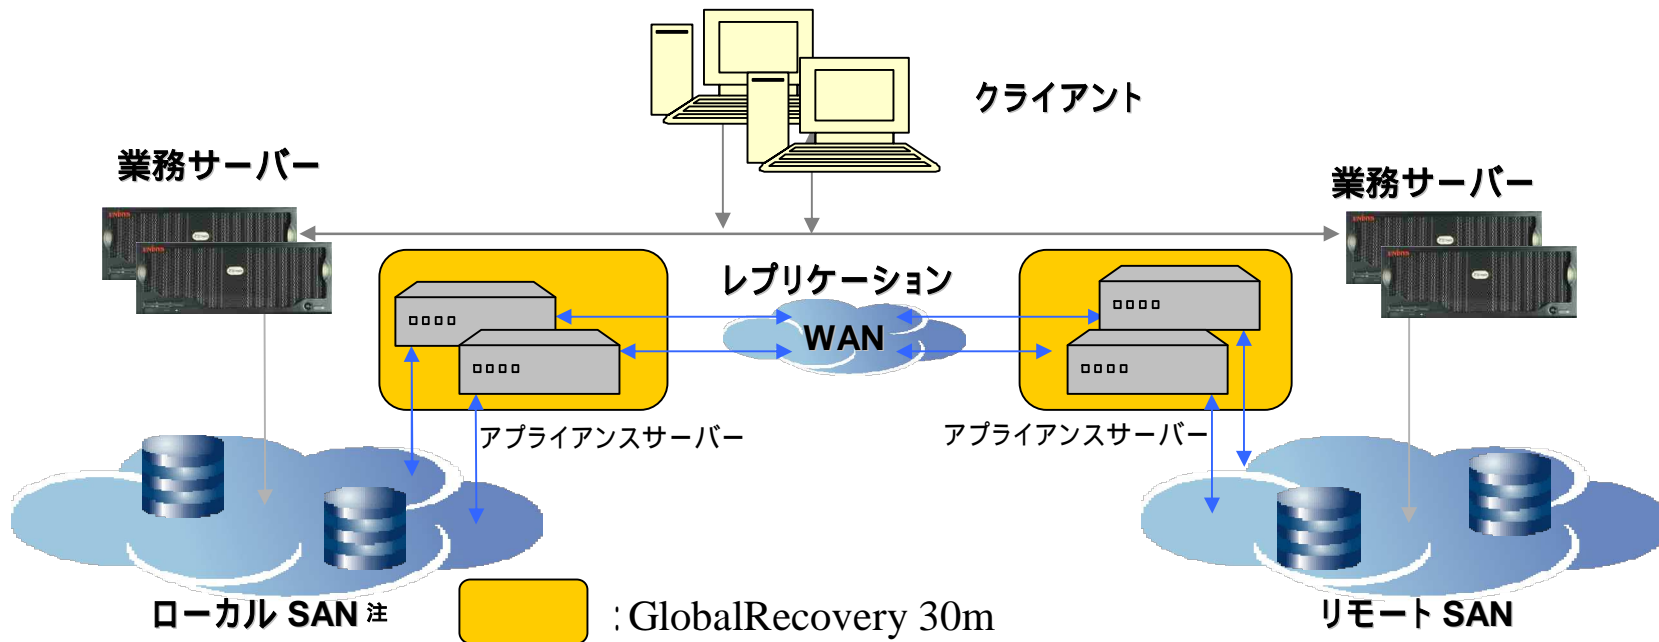 クライアント
業務サーバー
業務サーバー
レプリケーション
WAN
アプライアンスサーバー
アプライアンスサーバー
ローカル SAN 注
リモート SAN
: GlobalRecovery 30m